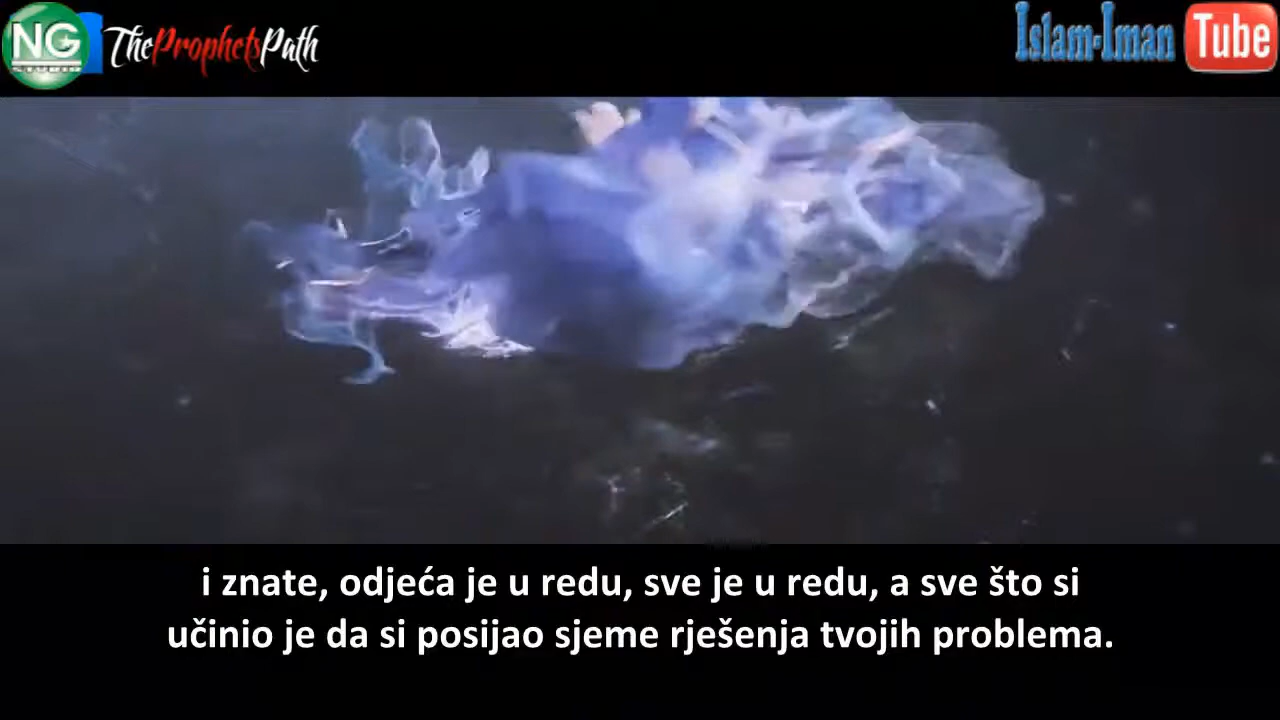 NG
STUDIO
TheProphetsPath
Islam-Iman
Tube
i znate, odjeća je u redu, sve je u redu, a sve što si
učinio je da si posijao sjeme rješenja tvojih problema.